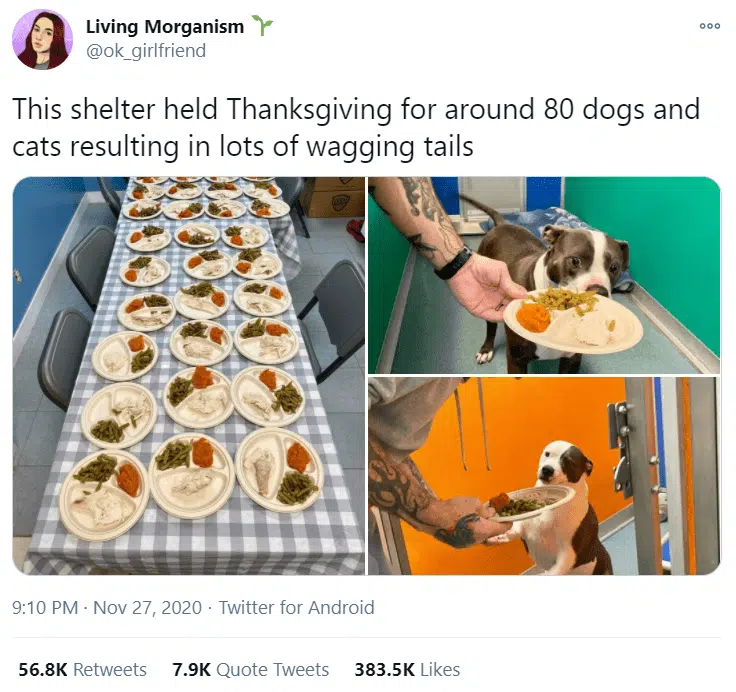 Living Morganism
@ok_girlfriend
This shelter held Thanksgiving for around 80 dogs and
cats resulting in lots of wagging tails
9:10 PM · Nov 27, 2020 · Twitter for Android
56.8K Retweets 7.9K Quote Tweets 383.5K Likes